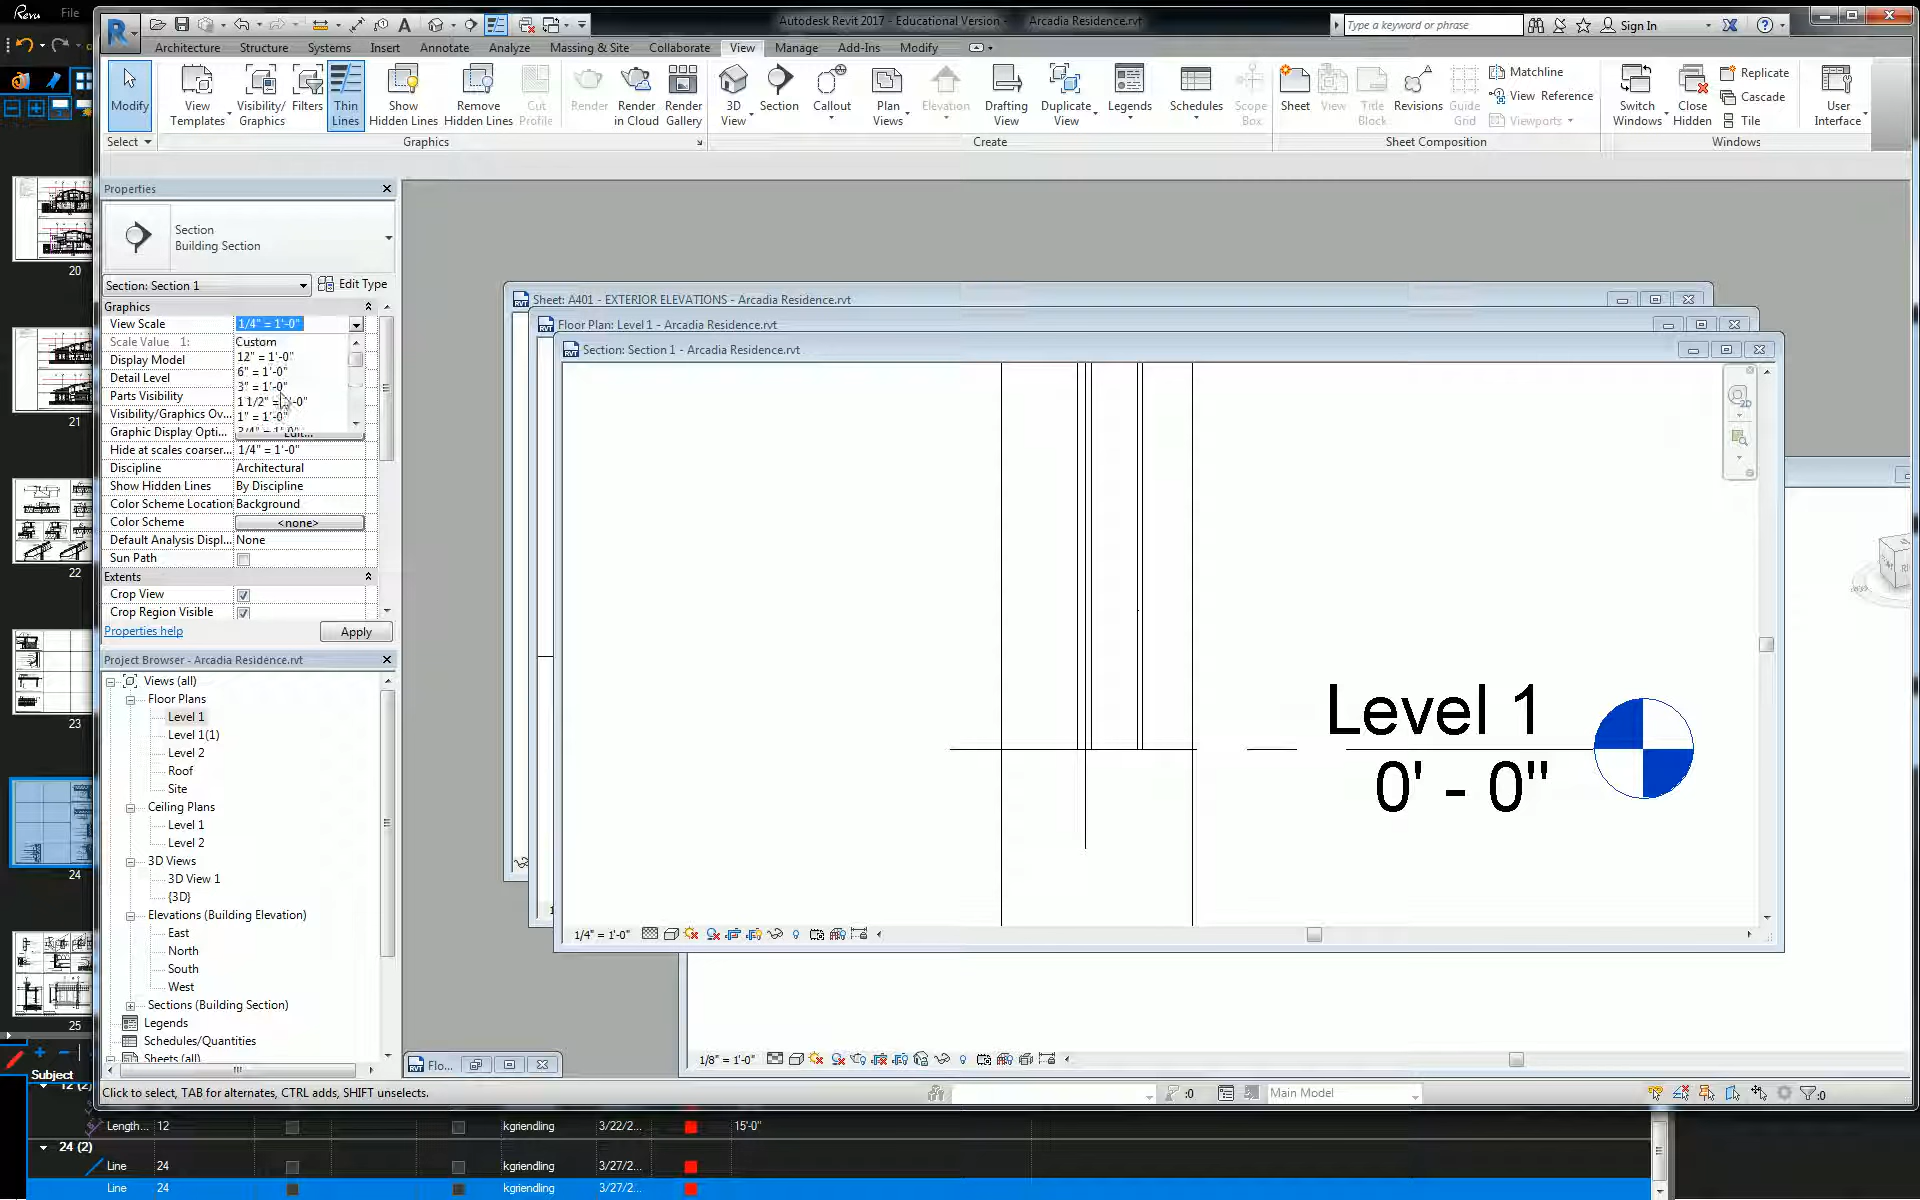 Revu File
Autodesk Revit 2017 - Educational Version - Arcadia Residence.rvt
Type a keyword or phrase
Sign In
Architecture Structure Systems Insert Annotate Analyze Massing & Site Collaborate View Manage Add-Ins Modify
Modify
View Templates
Visibility/ Graphics
Filters
Thin Lines
Show Hidden Lines
Remove Hidden Lines
Cut Profile
Render
Render in Cloud
Render Gallery
3D View
Section
Callout
Plan Views
Elevation
Drafting View
Duplicate View
Legends
Schedules
Scope Box
Sheet
View
Title Block
Revisions
Guide Grid
Matchline
View Reference
Viewports
Switch Windows
Close Hidden
Replicate
Cascade
Tile
User Interface
Select
Graphics
Create
Sheet Composition
Windows
Properties
Section
Building Section
Section: Section 1
Edit Type
Graphics
View Scale 1/4" = 1'-0"
Scale Value 1: Custom
12" = 1'-0"
Display Model
6" = 1'-0"
Detail Level
3" = 1'-0"
Parts Visibility
1 1/2" = 1'-0"
Visibility/Graphics Ov...
1" = 1'-0"
Graphic Display Opti...
3/4" = 1'-0"
Edit...
Hide at scales coarser... 1/4" = 1'-0"
Discipline Architectural
Show Hidden Lines By Discipline
Color Scheme Location Background
Color Scheme <none>
Default Analysis Displ... None
Sun Path
Extents
Crop View
Crop Region Visible
Properties help
Apply
Project Browser - Arcadia Residence.rvt
Views (all)
Floor Plans
Level 1
Level 1(1)
Level 2
Roof
Site
Ceiling Plans
Level 1
Level 2
3D Views
3D View 1
{3D}
Elevations (Building Elevation)
East
North
South
West
Sections (Building Section)
Legends
Schedules/Quantities
Sheets (all)
Sheet: A401 - EXTERIOR ELEVATIONS - Arcadia Residence.rvt
Floor Plan: Level 1 - Arcadia Residence.rvt
Section: Section 1 - Arcadia Residence.rvt
2D
Level 1
0' - 0"
1/4" = 1'-0"
1/8" = 1'-0"
Flo...
20
21
22
23
24
25
Subject
Click to select, TAB for alternates, CTRL adds, SHIFT unselects.
:0
Main Model
:0
12 (2)
Length... 12 kgriendling 3/22/2... 15'-0"
24 (2)
Line 24 kgriendling 3/27/2...
Line 24 kgriendling 3/27/2...